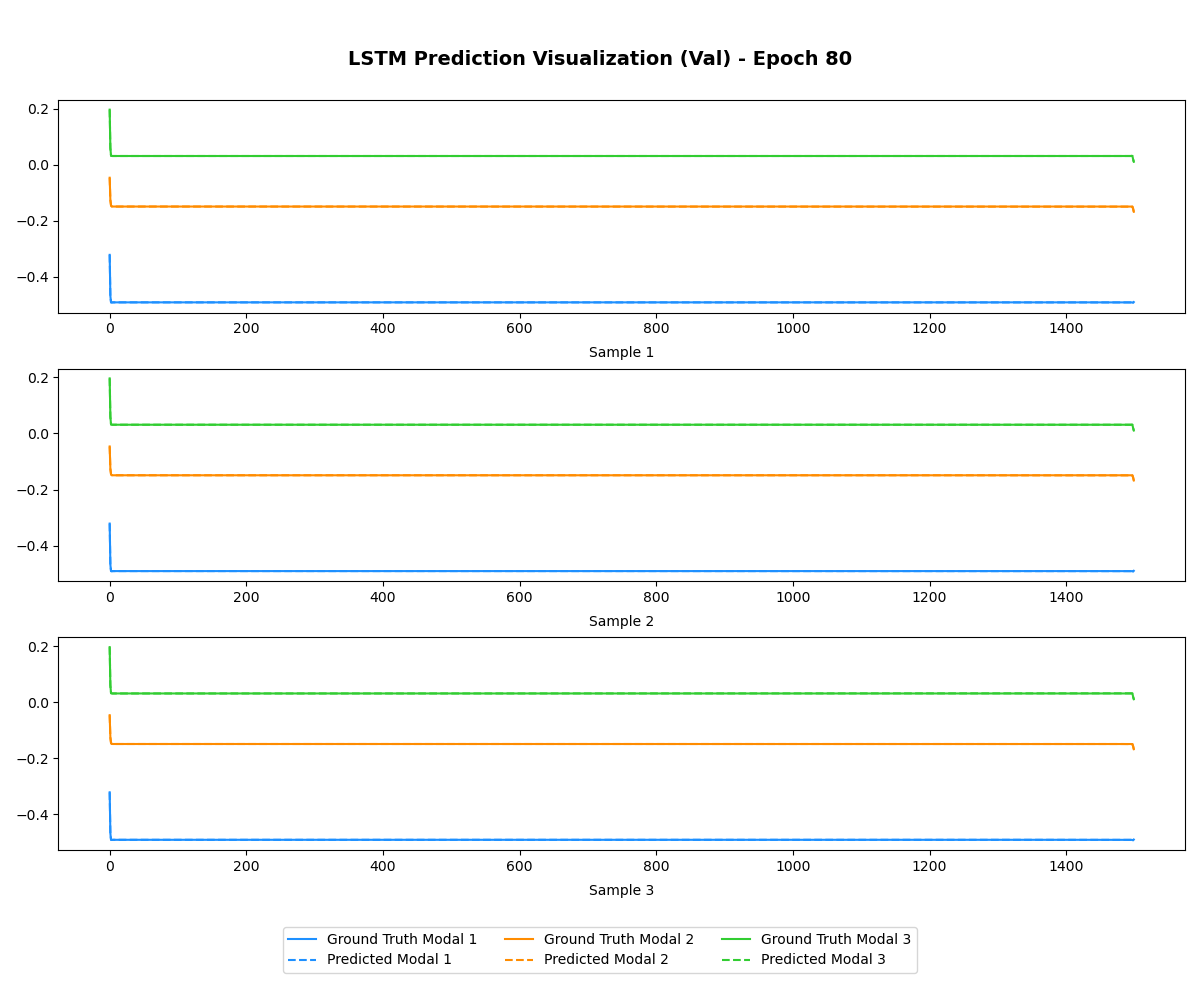 LSTM Prediction Visualization (Val) - Epoch 80
0.2
0.0
−0.2
−0.4
0 200 400 600 800 1000 1200 1400
Sample 1
0.2
0.0
−0.2
−0.4
0 200 400 600 800 1000 1200 1400
Sample 2
0.2
0.0
−0.2
−0.4
0 200 400 600 800 1000 1200 1400
Sample 3
Ground Truth Modal 1 Ground Truth Modal 2 Ground Truth Modal 3
Predicted Modal 1 Predicted Modal 2 Predicted Modal 3